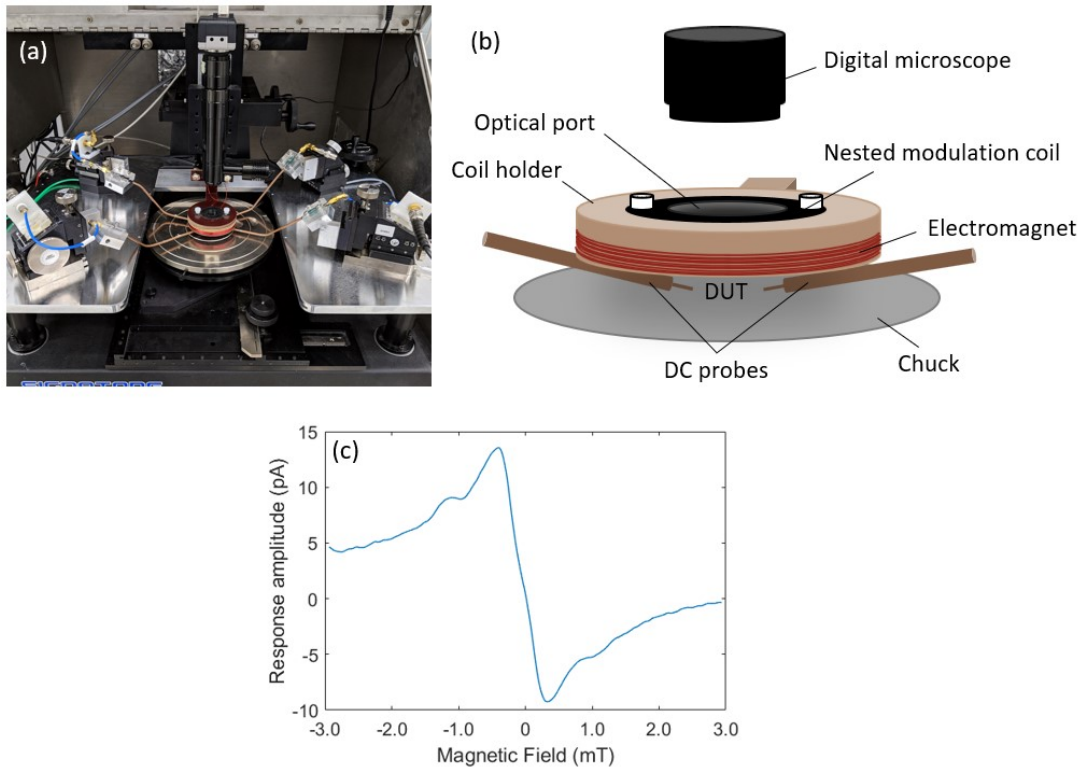 (a)
(b)
Digital microscope
Optical port
Nested modulation coil
Coil holder
Electromagnet
DUT
DC probes
Chuck
(c)
Response amplitude (pA)
15
10
5
0
-5
-10
-3.0 -2.0 -1.0 0 1.0 2.0 3.0
Magnetic Field (mT)